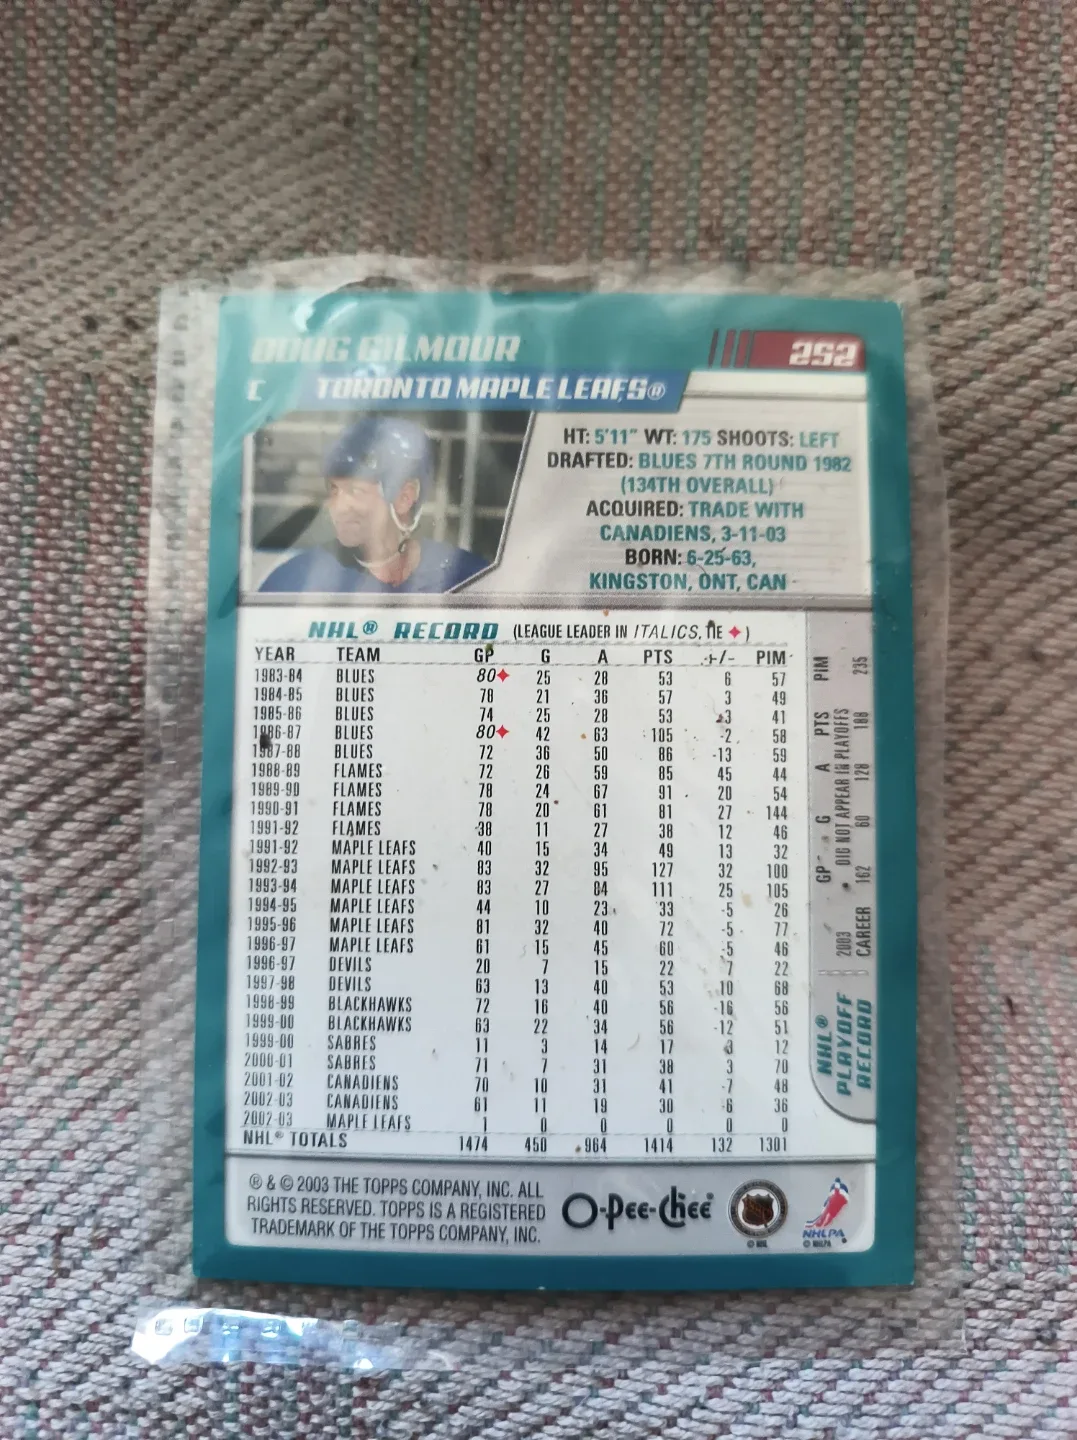 DOUG GILMOUR
252
C TORONTO MAPLE LEAFS®
HT: 5'11" WT: 175 SHOOTS: LEFT
DRAFTED: BLUES 7TH ROUND 1982
(134TH OVERALL)
ACQUIRED: TRADE WITH
CANADIENS, 3-11-03
BORN: 6-25-63,
KINGSTON, ONT, CAN
NHL® RECORD (LEAGUE LEADER IN ITALICS, TIE ✦)
YEAR TEAM GP G A PTS +/- PIM
1983-84 BLUES 80✦ 25 28 53 6 57
1984-85 BLUES 78 21 36 57 3 49
1985-86 BLUES 74 25 28 53 -3 41
1986-87 BLUES 80✦ 42 63 105 -2 58
1987-88 BLUES 72 36 50 86 -13 59
1988-89 FLAMES 72 26 59 85 45 44
1989-90 FLAMES 78 24 67 91 20 54
1990-91 FLAMES 78 20 61 81 27 144
1991-92 FLAMES 38 11 27 38 12 46
1991-92 MAPLE LEAFS 40 15 34 49 13 32
1992-93 MAPLE LEAFS 83 32 95 127 32 100
1993-94 MAPLE LEAFS 83 27 84 111 25 105
1994-95 MAPLE LEAFS 44 10 23 33 -5 26
1995-96 MAPLE LEAFS 81 32 40 72 -5 77
1996-97 MAPLE LEAFS 61 15 45 60 -5 46
1996-97 DEVILS 20 7 15 22 7 22
1997-98 DEVILS 63 13 40 53 10 68
1998-99 BLACKHAWKS 72 16 40 56 -16 56
1999-00 BLACKHAWKS 63 22 34 56 -12 51
1999-00 SABRES 11 3 14 17 3 12
2000-01 SABRES 71 7 31 38 3 70
2001-02 CANADIENS 70 10 31 41 -7 48
2002-03 CANADIENS 61 11 19 30 -6 36
2002-03 MAPLE LEAFS 1 0 0 0 0 0
NHL® TOTALS 1474 450 964 1414 132 1301
NHL®
PLAYOFF
RECORD
GP G A PTS PIM
2003 DID NOT APPEAR IN PLAYOFFS
CAREER 162 60 128 188 235
® & © 2003 THE TOPPS COMPANY, INC. ALL
RIGHTS RESERVED. TOPPS IS A REGISTERED
TRADEMARK OF THE TOPPS COMPANY, INC.
O-Pee-Chee®
© NHL
NHLPA
© NHLPA